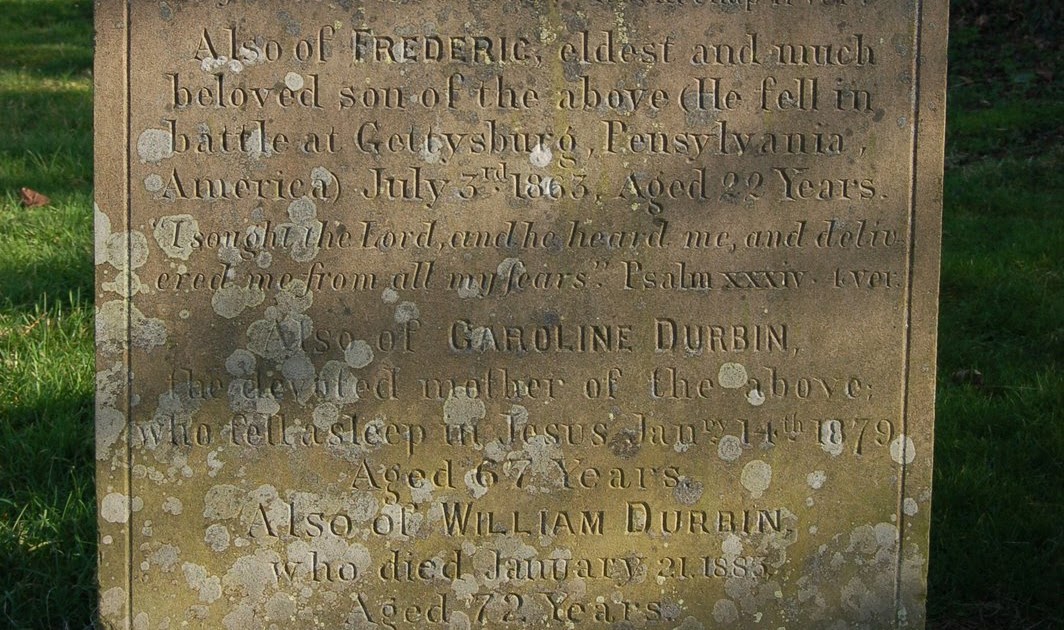 Also of FREDERIC, eldest and much
beloved son of the above (He fell in
battle at Gettysburg, Pensylvania,
America) July 3rd 1863, Aged 22 Years.
"I sought the Lord, and he heard me, and deliv-
ered me from all my fears". Psalm xxxiv. 4.ver.
Also of CAROLINE DURBIN,
the devoted mother of the above;
who fell asleep in Jesus, Janry 14th 1879
Aged 67 Years.
Also of WILLIAM DURBIN,
who died January 21. 1885,
Aged 72 Years.